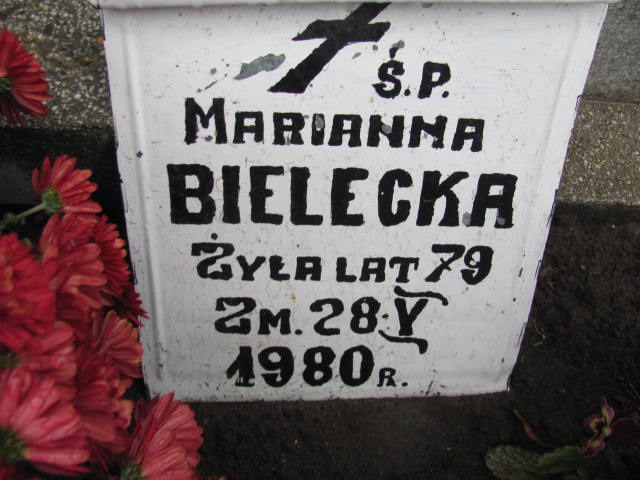 Ś.P.
MARIANNA
BIELECKA
ŻYŁA LAT 79
ZM. 28.V
1980 R.